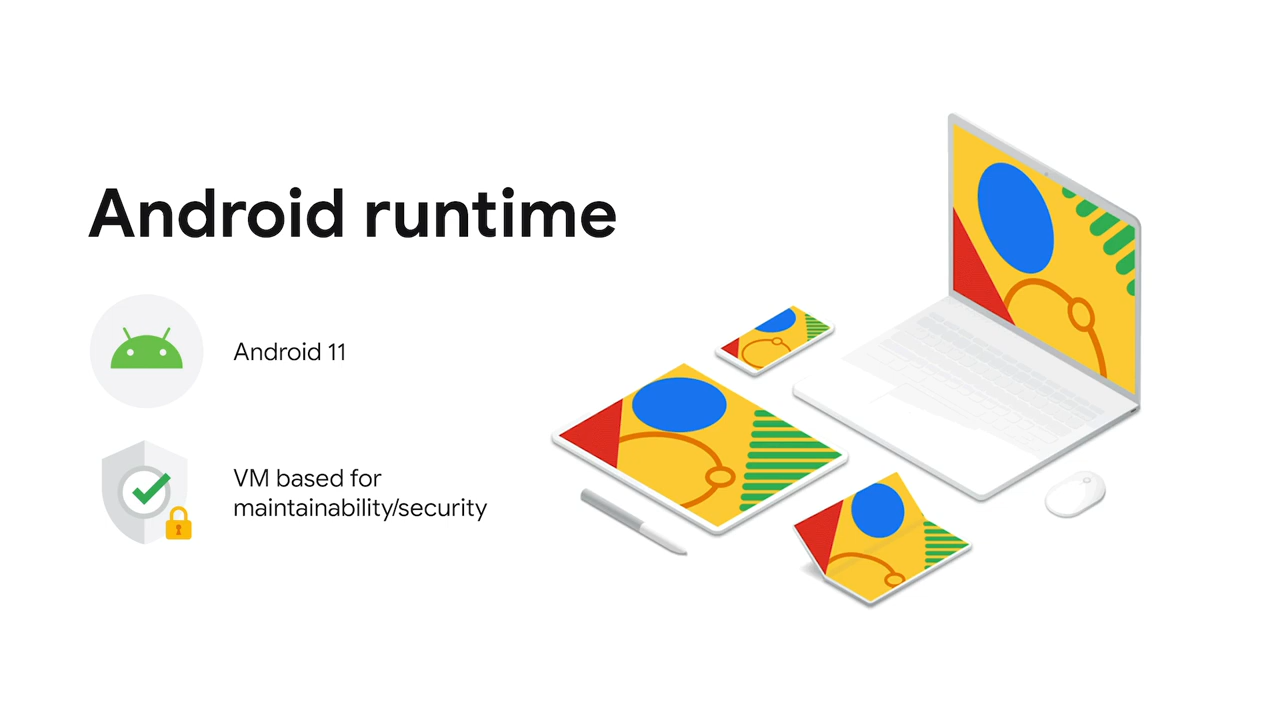 Android runtime
Android 11
VM based for
maintainability/security